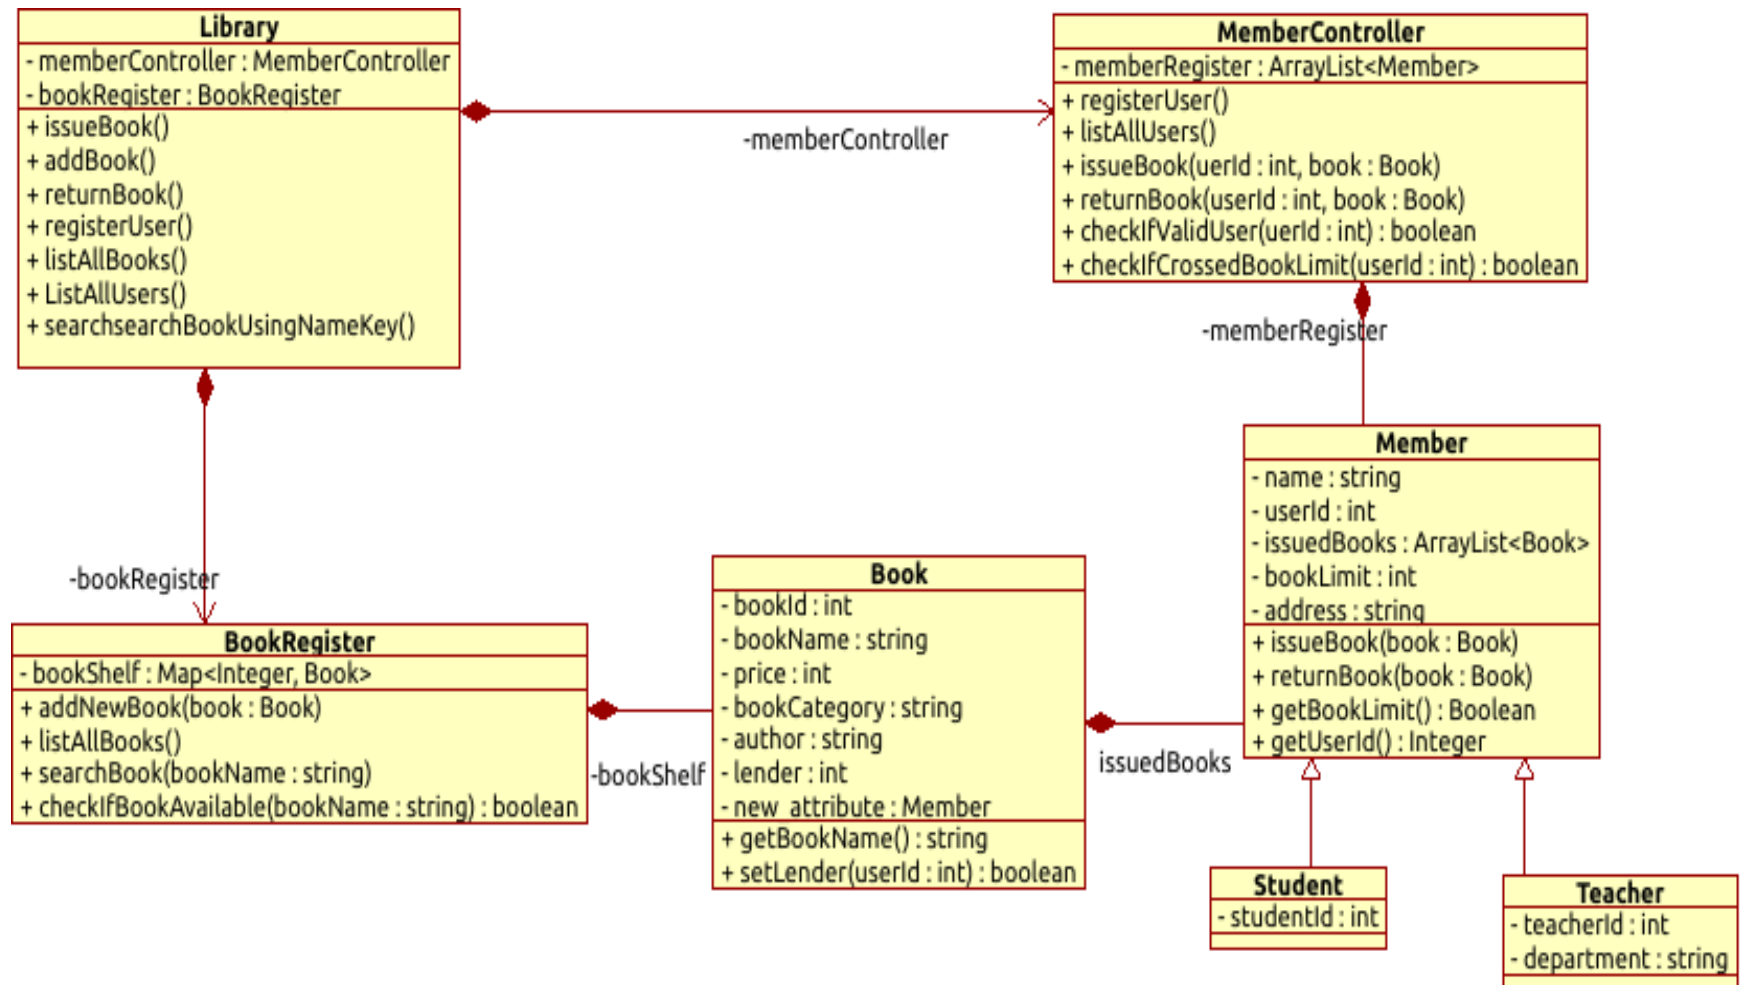 Library
- memberController : MemberController
- bookRegister : BookRegister
+ issueBook()
+ addBook()
+ returnBook()
+ registerUser()
+ listAllBooks()
+ ListAllUsers()
+ searchsearchBookUsingNameKey()
-memberController
MemberController
- memberRegister : ArrayList<Member>
+ registerUser()
+ listAllUsers()
+ issueBook(uerId : int, book : Book)
+ returnBook(userId : int, book : Book)
+ checkIfValidUser(uerId : int) : boolean
+ checkIfCrossedBookLimit(userId : int) : boolean
-memberRegister
Member
- name : string
- userId : int
- issuedBooks : ArrayList<Book>
- bookLimit : int
- address : string
+ issueBook(book : Book)
+ returnBook(book : Book)
+ getBookLimit() : Boolean
+ getUserId() : Integer
-bookRegister
BookRegister
- bookShelf : Map<Integer, Book>
+ addNewBook(book : Book)
+ listAllBooks()
+ searchBook(bookName : string)
+ checkIfBookAvailable(bookName : string) : boolean
-bookShelf
Book
- bookId : int
- bookName : string
- price : int
- bookCategory : string
- author : string
- lender : int
- new_attribute : Member
+ getBookName() : string
+ setLender(userId : int) : boolean
issuedBooks
Student
- studentId : int
Teacher
- teacherId : int
- department : string